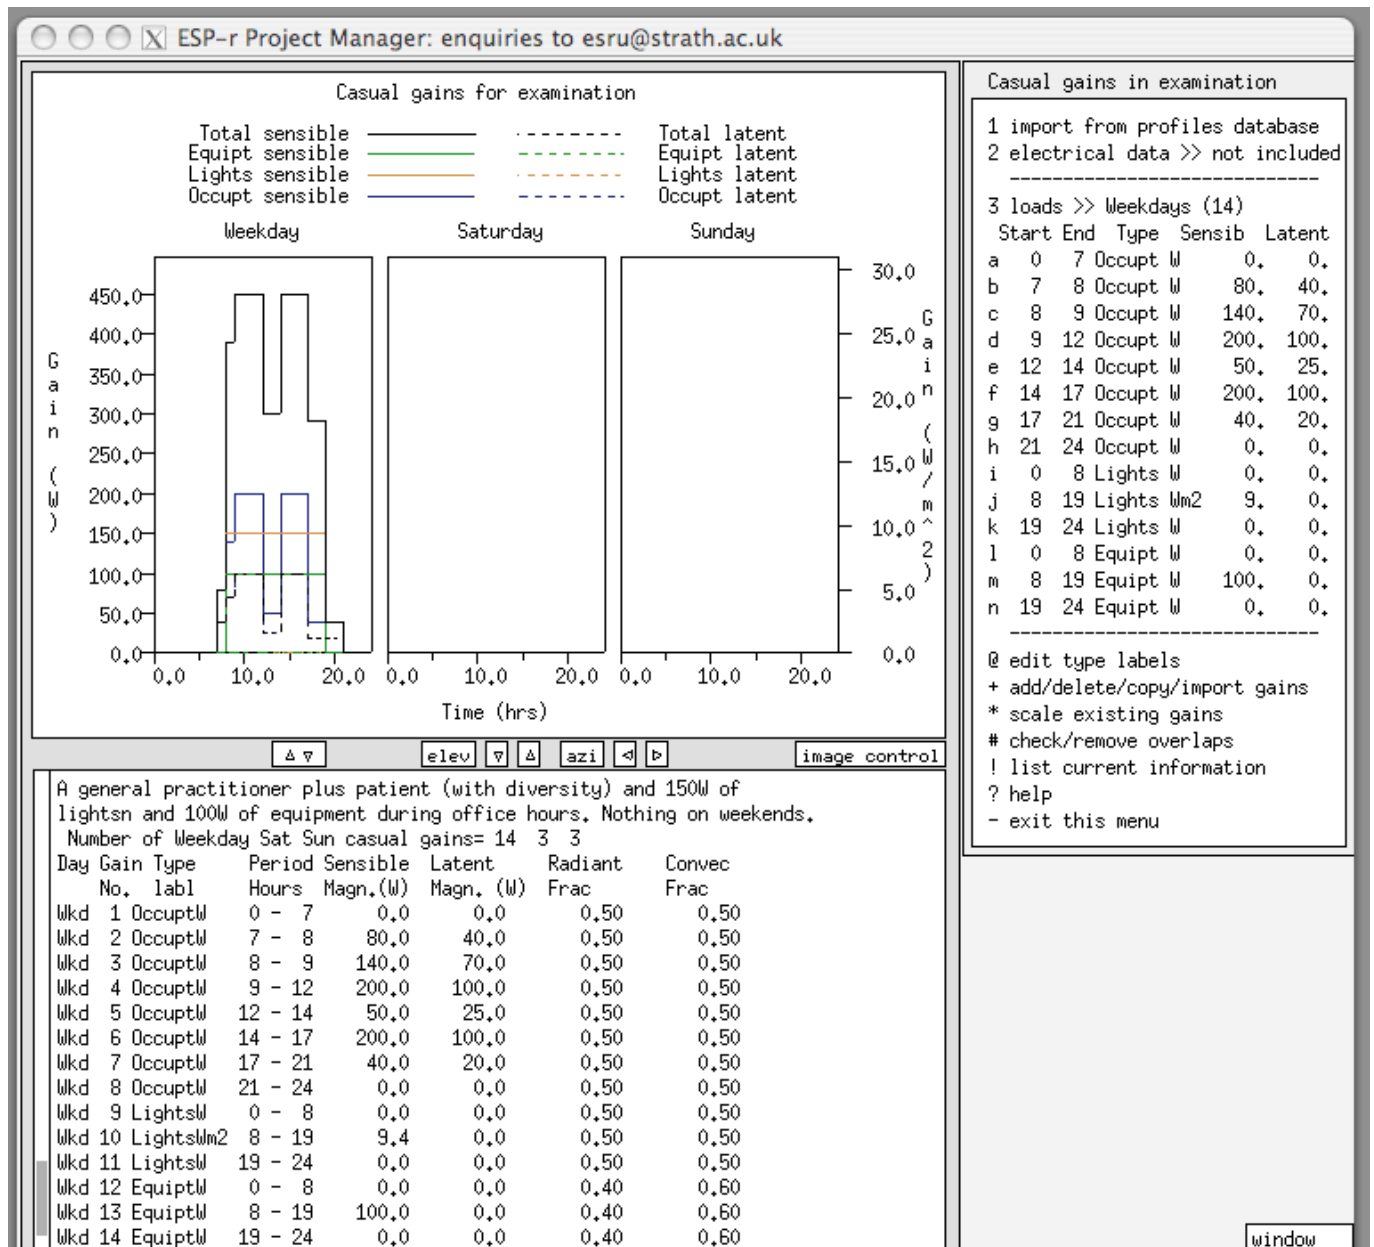 X ESP-r Project Manager: enquiries to esru@strath.ac.uk
Casual gains for examination
Total sensible Total latent
Equipt sensible Equipt latent
Lights sensible Lights latent
Occupt sensible Occupt latent
Weekday Saturday Sunday
Gain (W)
450.0
400.0
350.0
300.0
250.0
200.0
150.0
100.0
50.0
0.0
30.0
25.0
20.0
15.0
10.0
5.0
0.0
Gain (W/m^2)
0.0 10.0 20.0 0.0 10.0 20.0 0.0 10.0 20.0
Time (hrs)
elev azi image control
A general practitioner plus patient (with diversity) and 150W of
lightsn and 100W of equipment during office hours. Nothing on weekends.
Number of Weekday Sat Sun casual gains= 14 3 3
Day Gain Type Period Sensible Latent Radiant Convec
No. labl Hours Magn.(W) Magn. (W) Frac Frac
Wkd 1 OccuptW 0 - 7 0.0 0.0 0.50 0.50
Wkd 2 OccuptW 7 - 8 80.0 40.0 0.50 0.50
Wkd 3 OccuptW 8 - 9 140.0 70.0 0.50 0.50
Wkd 4 OccuptW 9 - 12 200.0 100.0 0.50 0.50
Wkd 5 OccuptW 12 - 14 50.0 25.0 0.50 0.50
Wkd 6 OccuptW 14 - 17 200.0 100.0 0.50 0.50
Wkd 7 OccuptW 17 - 21 40.0 20.0 0.50 0.50
Wkd 8 OccuptW 21 - 24 0.0 0.0 0.50 0.50
Wkd 9 LightsW 0 - 8 0.0 0.0 0.50 0.50
Wkd 10 LightsWm2 8 - 19 9.4 0.0 0.50 0.50
Wkd 11 LightsW 19 - 24 0.0 0.0 0.50 0.50
Wkd 12 EquiptW 0 - 8 0.0 0.0 0.40 0.60
Wkd 13 EquiptW 8 - 19 100.0 0.0 0.40 0.60
Wkd 14 EquiptW 19 - 24 0.0 0.0 0.40 0.60
Casual gains in examination
1 import from profiles database
2 electrical data >> not included
3 loads >> Weekdays (14)
Start End Type Sensib Latent
a 0 7 Occupt W 0. 0.
b 7 8 Occupt W 80. 40.
c 8 9 Occupt W 140. 70.
d 9 12 Occupt W 200. 100.
e 12 14 Occupt W 50. 25.
f 14 17 Occupt W 200. 100.
g 17 21 Occupt W 40. 20.
h 21 24 Occupt W 0. 0.
i 0 8 Lights W 0. 0.
j 8 19 Lights Wm2 9. 0.
k 19 24 Lights W 0. 0.
l 0 8 Equipt W 0. 0.
m 8 19 Equipt W 100. 0.
n 19 24 Equipt W 0. 0.
@ edit type labels
+ add/delete/copy/import gains
* scale existing gains
# check/remove overlaps
! list current information
? help
- exit this menu
window